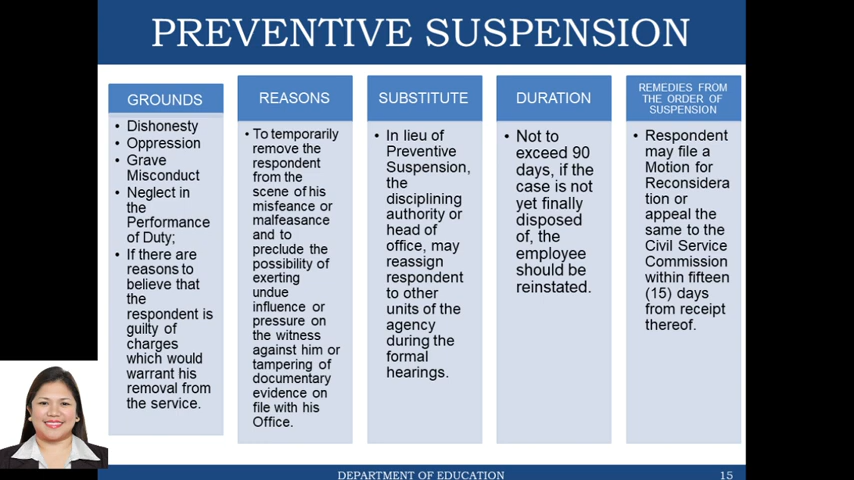 PREVENTIVE SUSPENSION
GROUNDS
• Dishonesty
• Oppression
• Grave
Misconduct
• Neglect in
the
Performance
of Duty;
• If there are
reasons to
believe that
the
respondent is
guilty of
charges
which would
warrant his
removal from
the service.
REASONS
• To temporarily
remove the
respondent
from the
scene of his
misfeance or
malfeasance
and to
preclude the
possibility of
exerting
undue
influence or
pressure on
the witness
against him or
tampering of
documentary
evidence on
file with his
Office.
SUBSTITUTE
• In lieu of
Preventive
Suspension,
the
disciplining
authority or
head of
office, may
reassign
respondent
to other
units of the
agency
during the
formal
hearings.
DURATION
• Not to
exceed 90
days, if the
case is not
yet finally
disposed
of, the
employee
should be
reinstated.
REMEDIES FROM
THE ORDER OF
SUSPENSION
• Respondent
may file a
Motion for
Reconsidera
tion or
appeal the
same to the
Civil Service
Commission
within fifteen
(15) days
from receipt
thereof.
DEPARTMENT OF EDUCATION
15